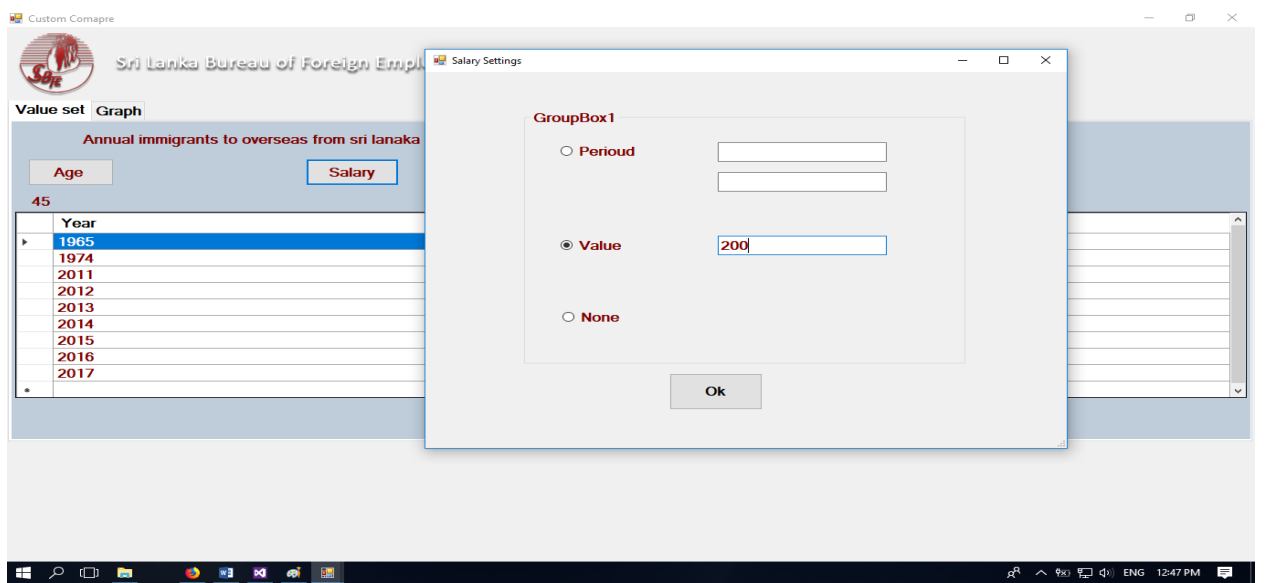 Custom Comapre
SBFE
Sri Lanka Bureau of Foreign Empl
Value set Graph
Annual immigrants to overseas from sri lanaka
Age Salary
45
Year
1965
1974
2011
2012
2013
2014
2015
2016
2017
Salary Settings
GroupBox1
Perioud
Value 200
None
Ok
ENG 12:47 PM